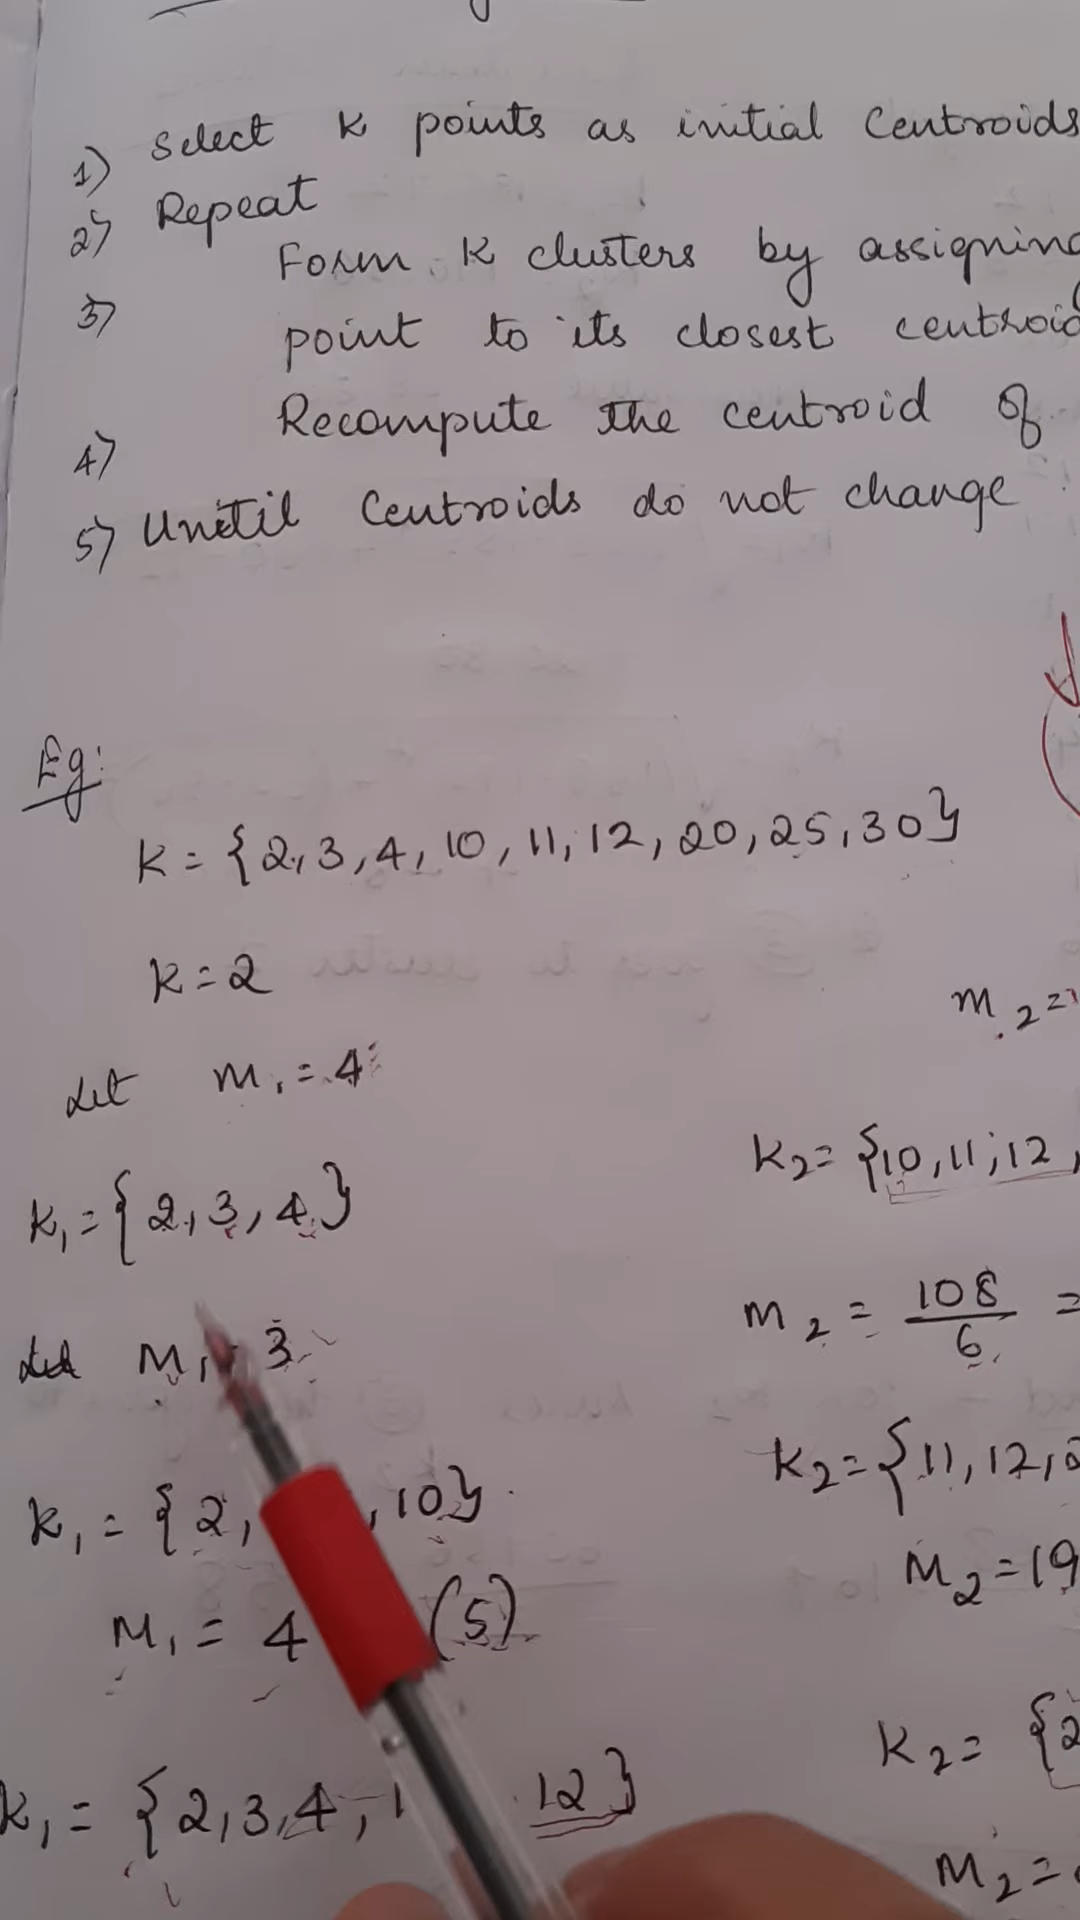 1) Select K points as initial Centroids
2) Repeat
3) Form K clusters by assigning
point to its closest centroid
4) Recompute the centroid of
5) Unitil Centroids do not change
Eg:
K = {2, 3, 4, 10, 11, 12, 20, 25, 30}
K = 2
Let m1 = 4
m2 =
K1 = {2, 3, 4}
K2 = {10, 11, 12,
Let M1 = 3
m2 = 108/6 =
K1 = {2, , 10}
K2 = {11, 12,
M1 = 4 (5)
M2 = 19
K1 = {2, 3, 4, 1 12}
K2 = {2
M2 =